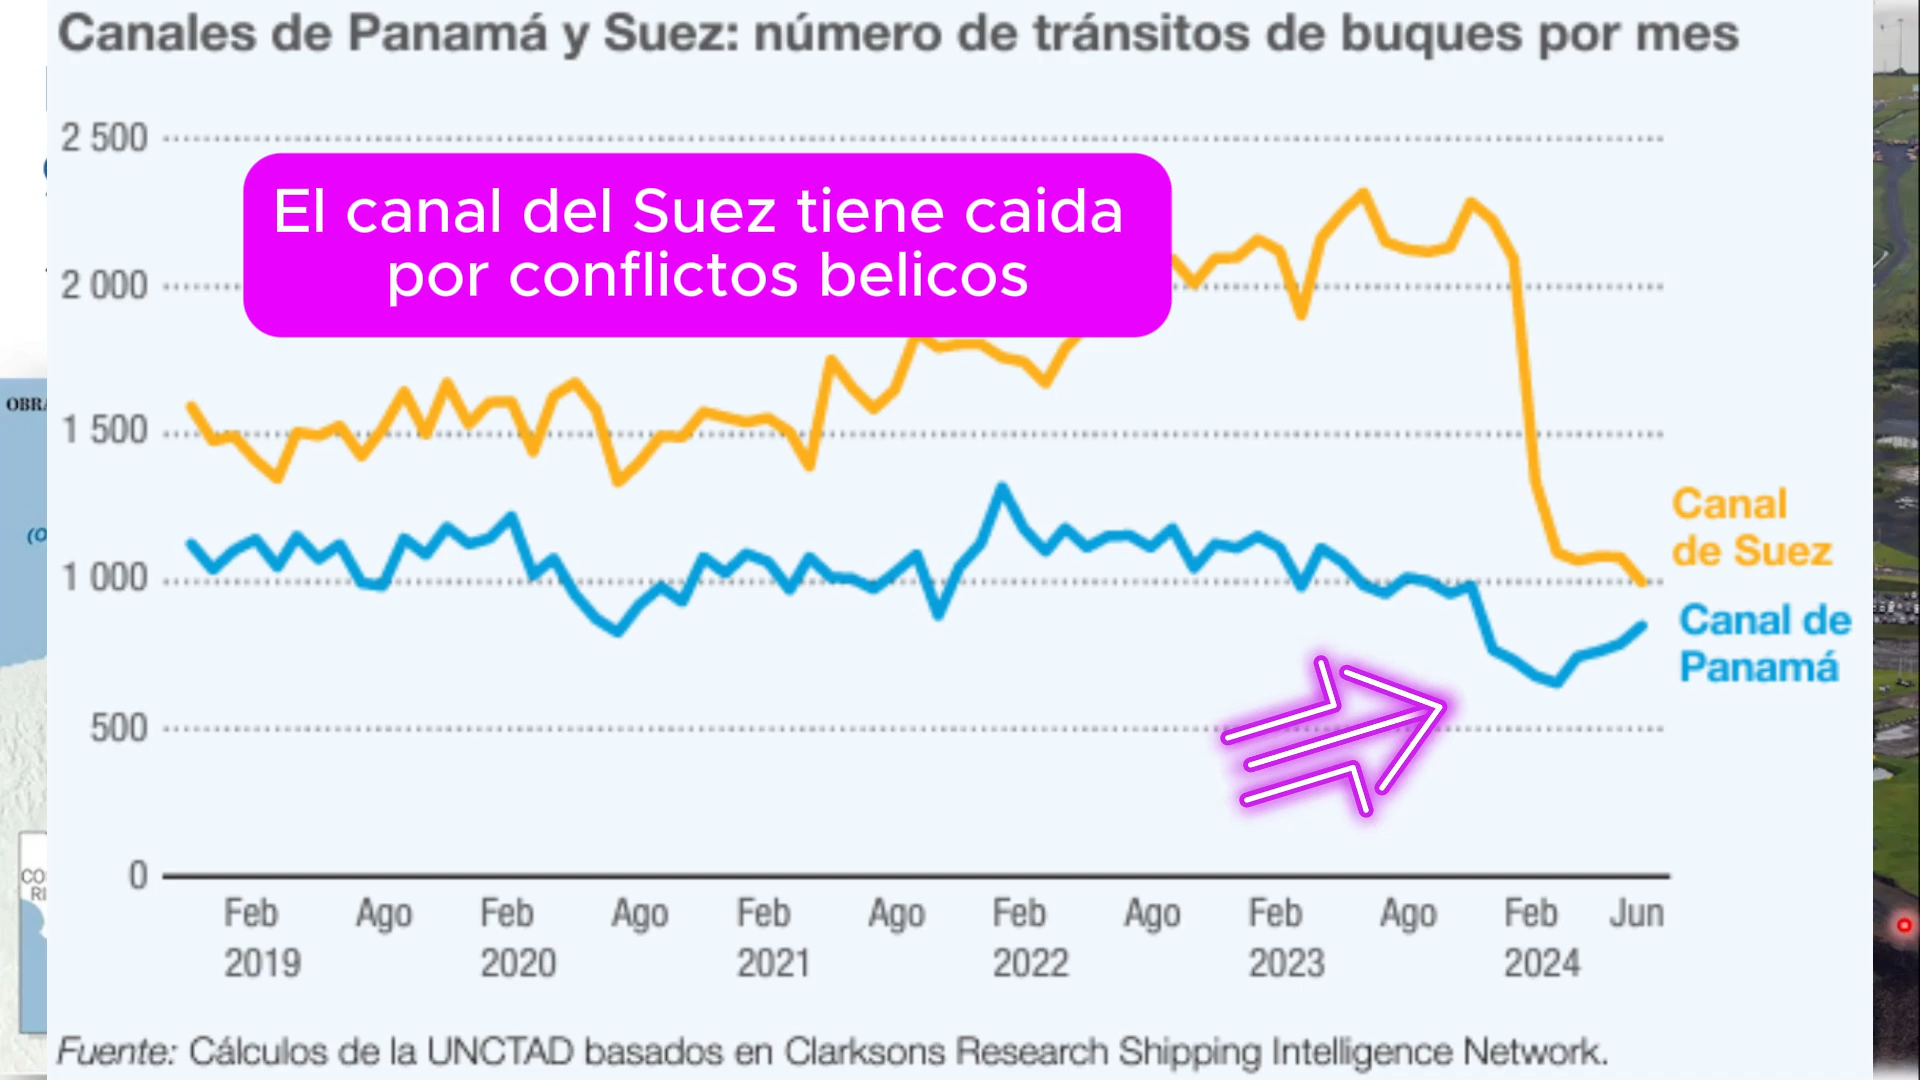 Canales de Panamá y Suez: número de tránsitos de buques por mes
2 500
El canal del Suez tiene caida
por conflictos belicos
2 000
OBRA
1 500
Canal
de Suez
1 000
Canal de
Panamá
500
0
CO
RI
Feb Ago Feb Ago Feb Ago Feb Ago Feb Ago Feb Jun
2019 2020 2021 2022 2023 2024
Fuente: Cálculos de la UNCTAD basados en Clarksons Research Shipping Intelligence Network.